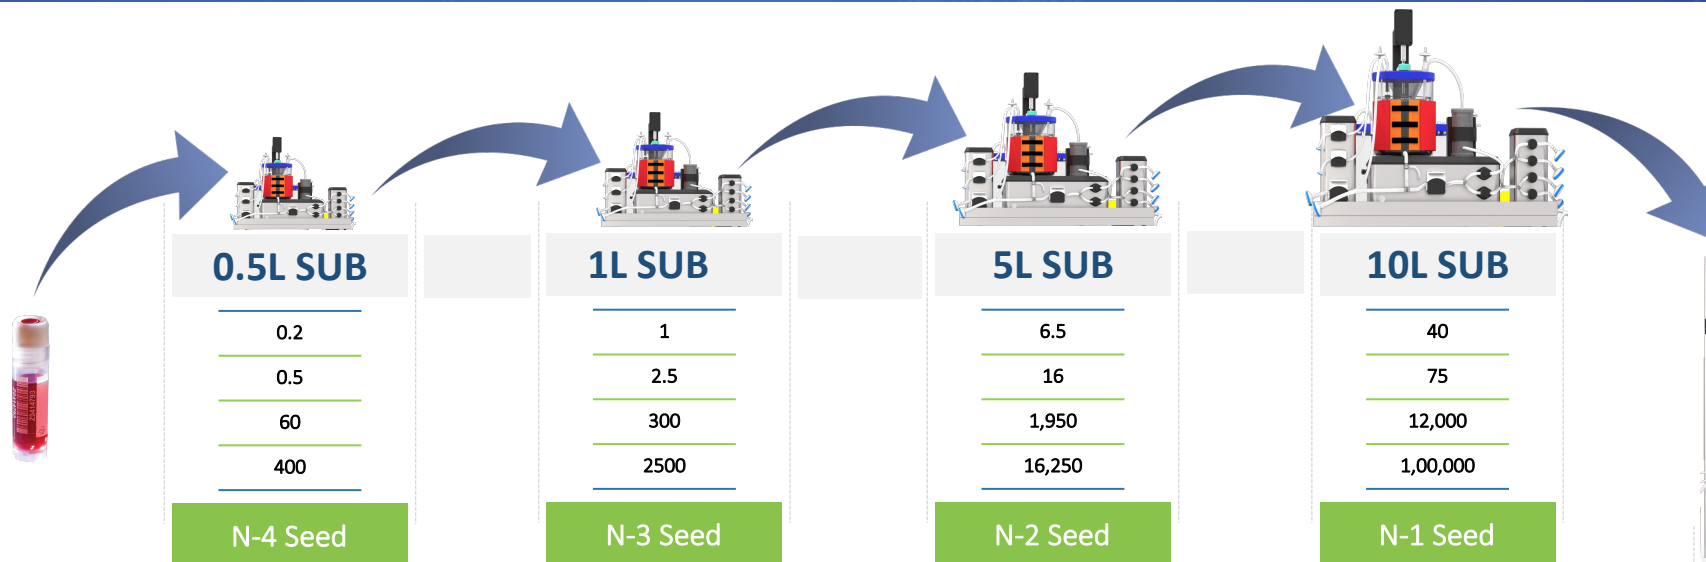 0.5L SUB 1L SUB 5L SUB 10L SUB
0.2 1 6.5 40
0.5 2.5 16 75
60 300 1,950 12,000
400 2500 16,250 1,00,000
N-4 Seed N-3 Seed N-2 Seed N-1 Seed